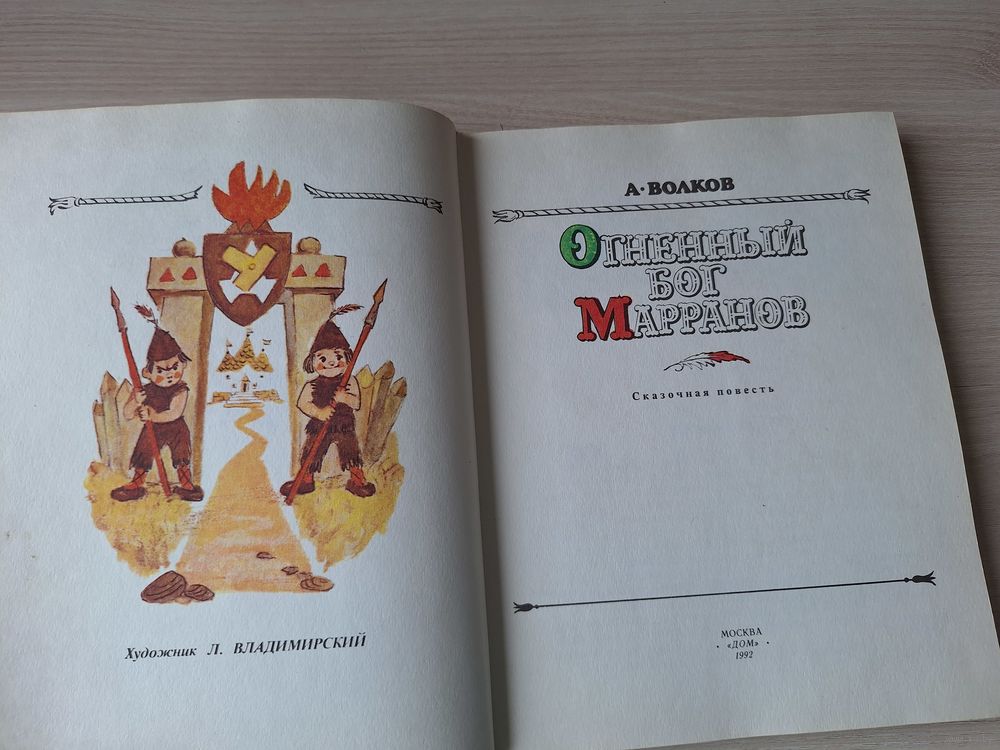 У
Художник Л. ВЛАДИМИРСКИЙ
А·ВОЛКОВ
ОГНЕННЫЙ
БОГ
МАРРАНОВ
Сказочная повесть
МОСКВА
· «ДОМ» ·
1992